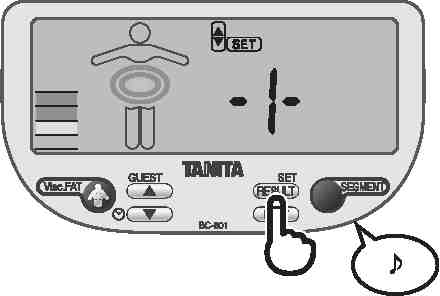 SET
-1-
TANITA
Visc.FAT
GUEST
SET
RESULT
SEGMENT
BC-601